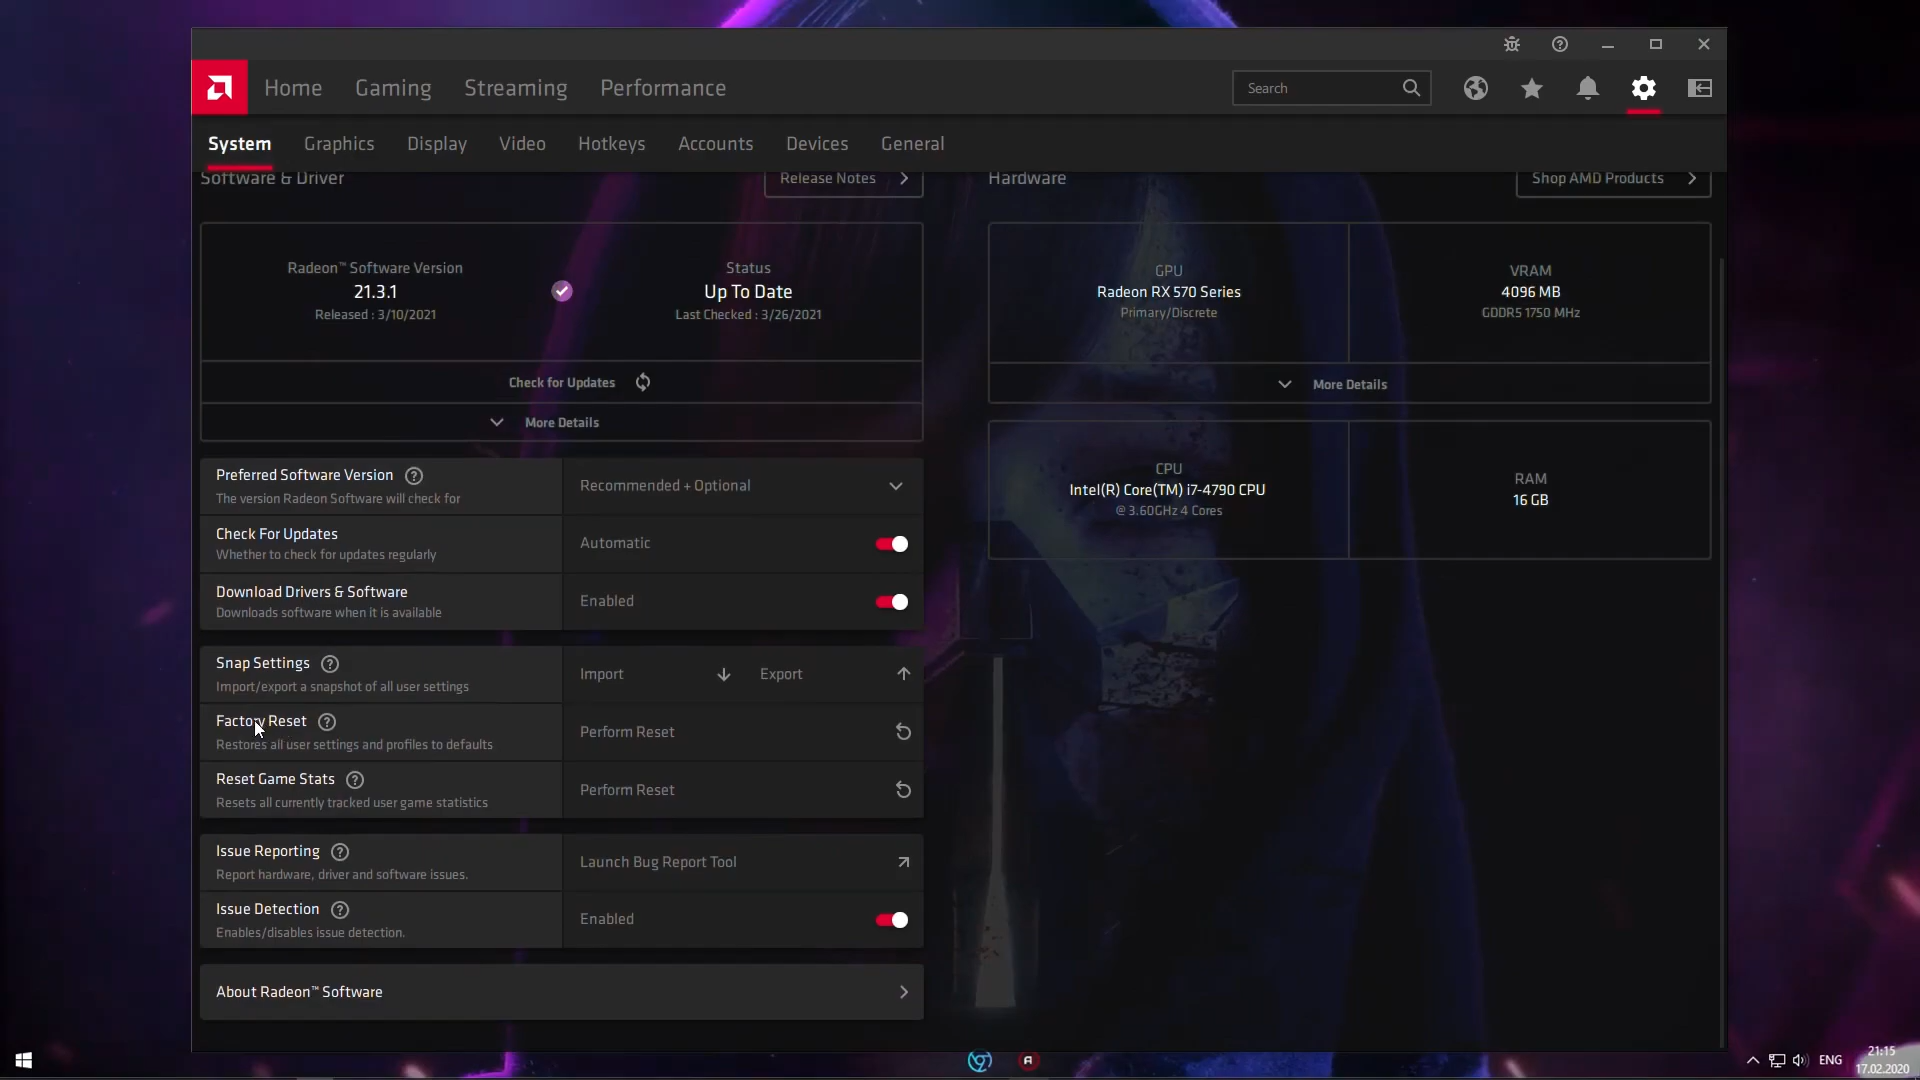 Home Gaming Streaming Performance Search
System Graphics Display Video Hotkeys Accounts Devices General
Software & Driver Release Notes
Radeon™ Software Version
21.3.1
Released : 3/10/2021
Status
Up To Date
Last Checked : 3/26/2021
Check for Updates
More Details
Preferred Software Version
The version Radeon Software will check for
Recommended + Optional
Check For Updates
Whether to check for updates regularly
Automatic
Download Drivers & Software
Downloads software when it is available
Enabled
Snap Settings
Import/export a snapshot of all user settings
Import Export
Factory Reset
Restores all user settings and profiles to defaults
Perform Reset
Reset Game Stats
Resets all currently tracked user game statistics
Perform Reset
Issue Reporting
Report hardware, driver and software issues.
Launch Bug Report Tool
Issue Detection
Enables/disables issue detection.
Enabled
About Radeon™ Software
Hardware Shop AMD Products
GPU
Radeon RX 570 Series
Primary/Discrete
VRAM
4096 MB
GDDR5 1750 MHz
More Details
CPU
Intel(R) Core(TM) i7-4790 CPU
@ 3.60GHz 4 Cores
RAM
16 GB
ENG
21:15
17.02.2020